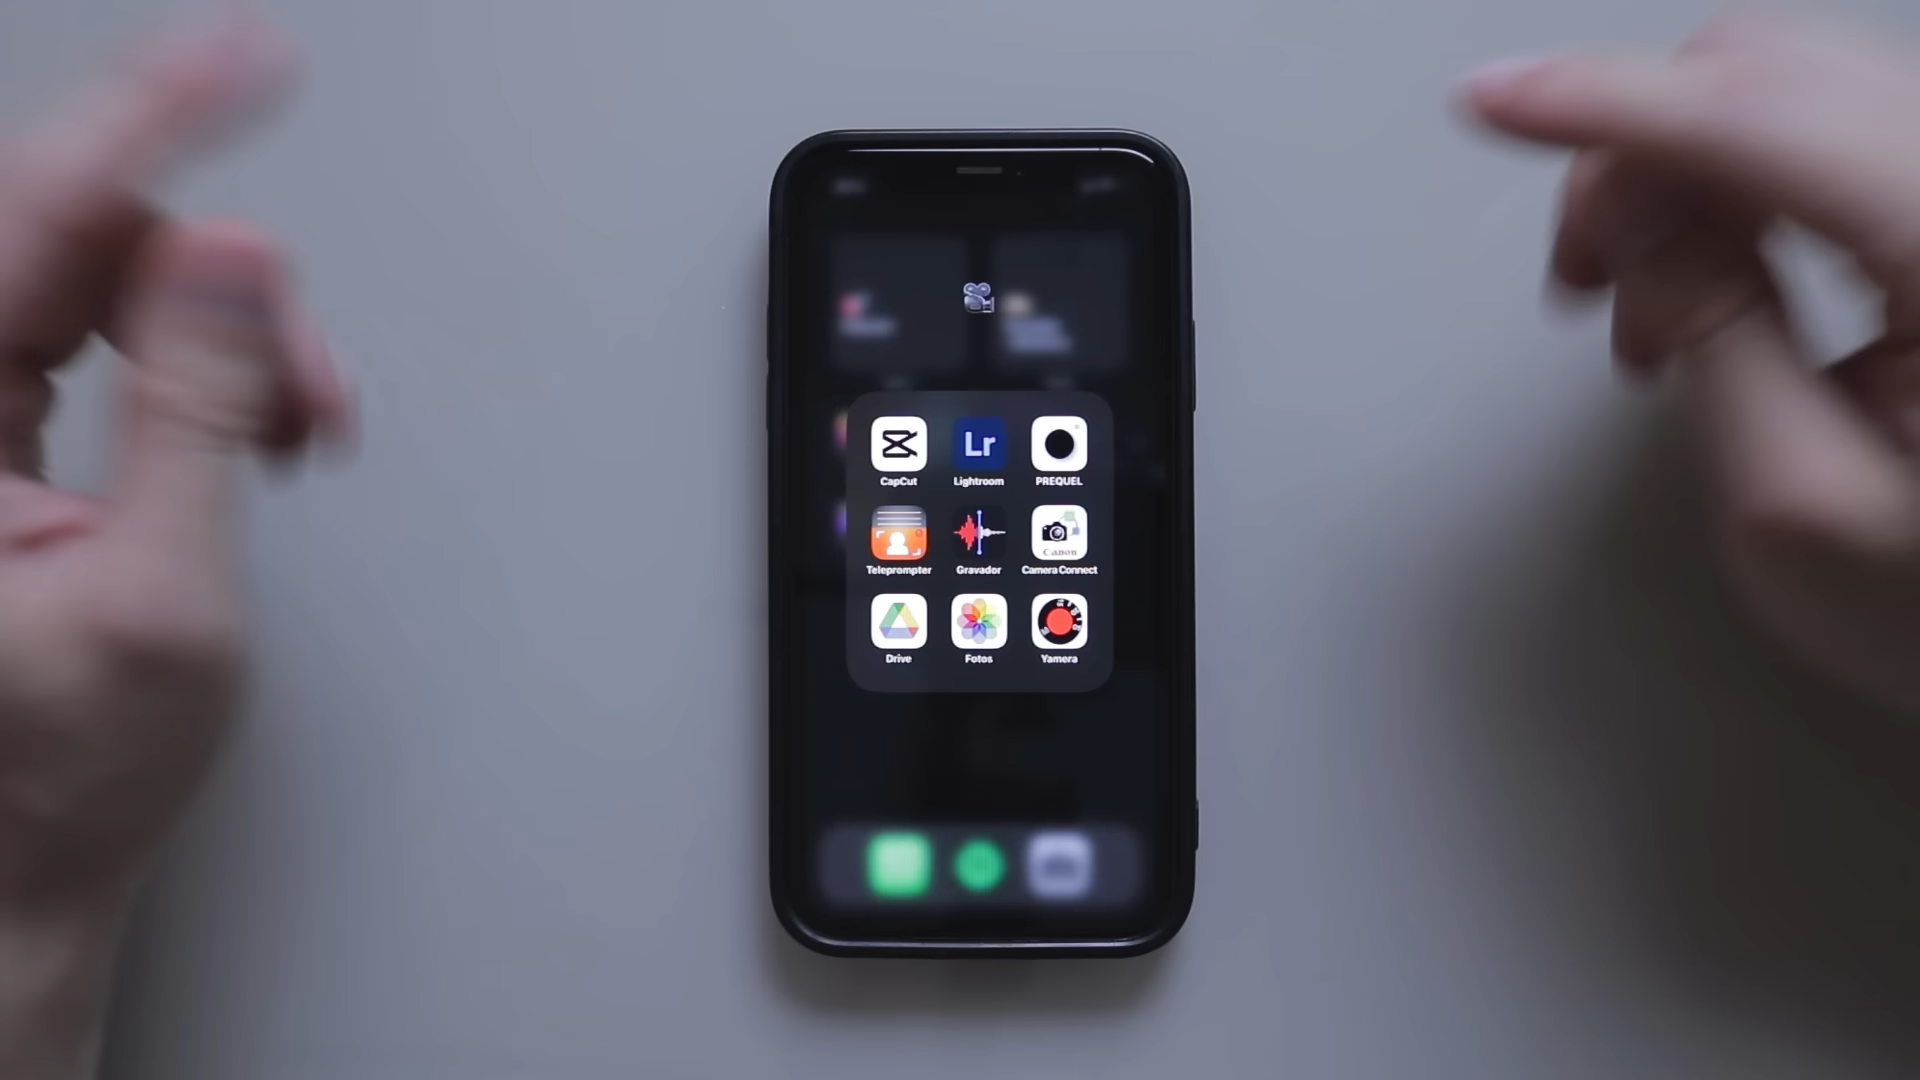 CapCut
Lr
Lightroom
PREQUEL
Teleprompter
Gravador
Canon
Camera Connect
Drive
Fotos
Yamera